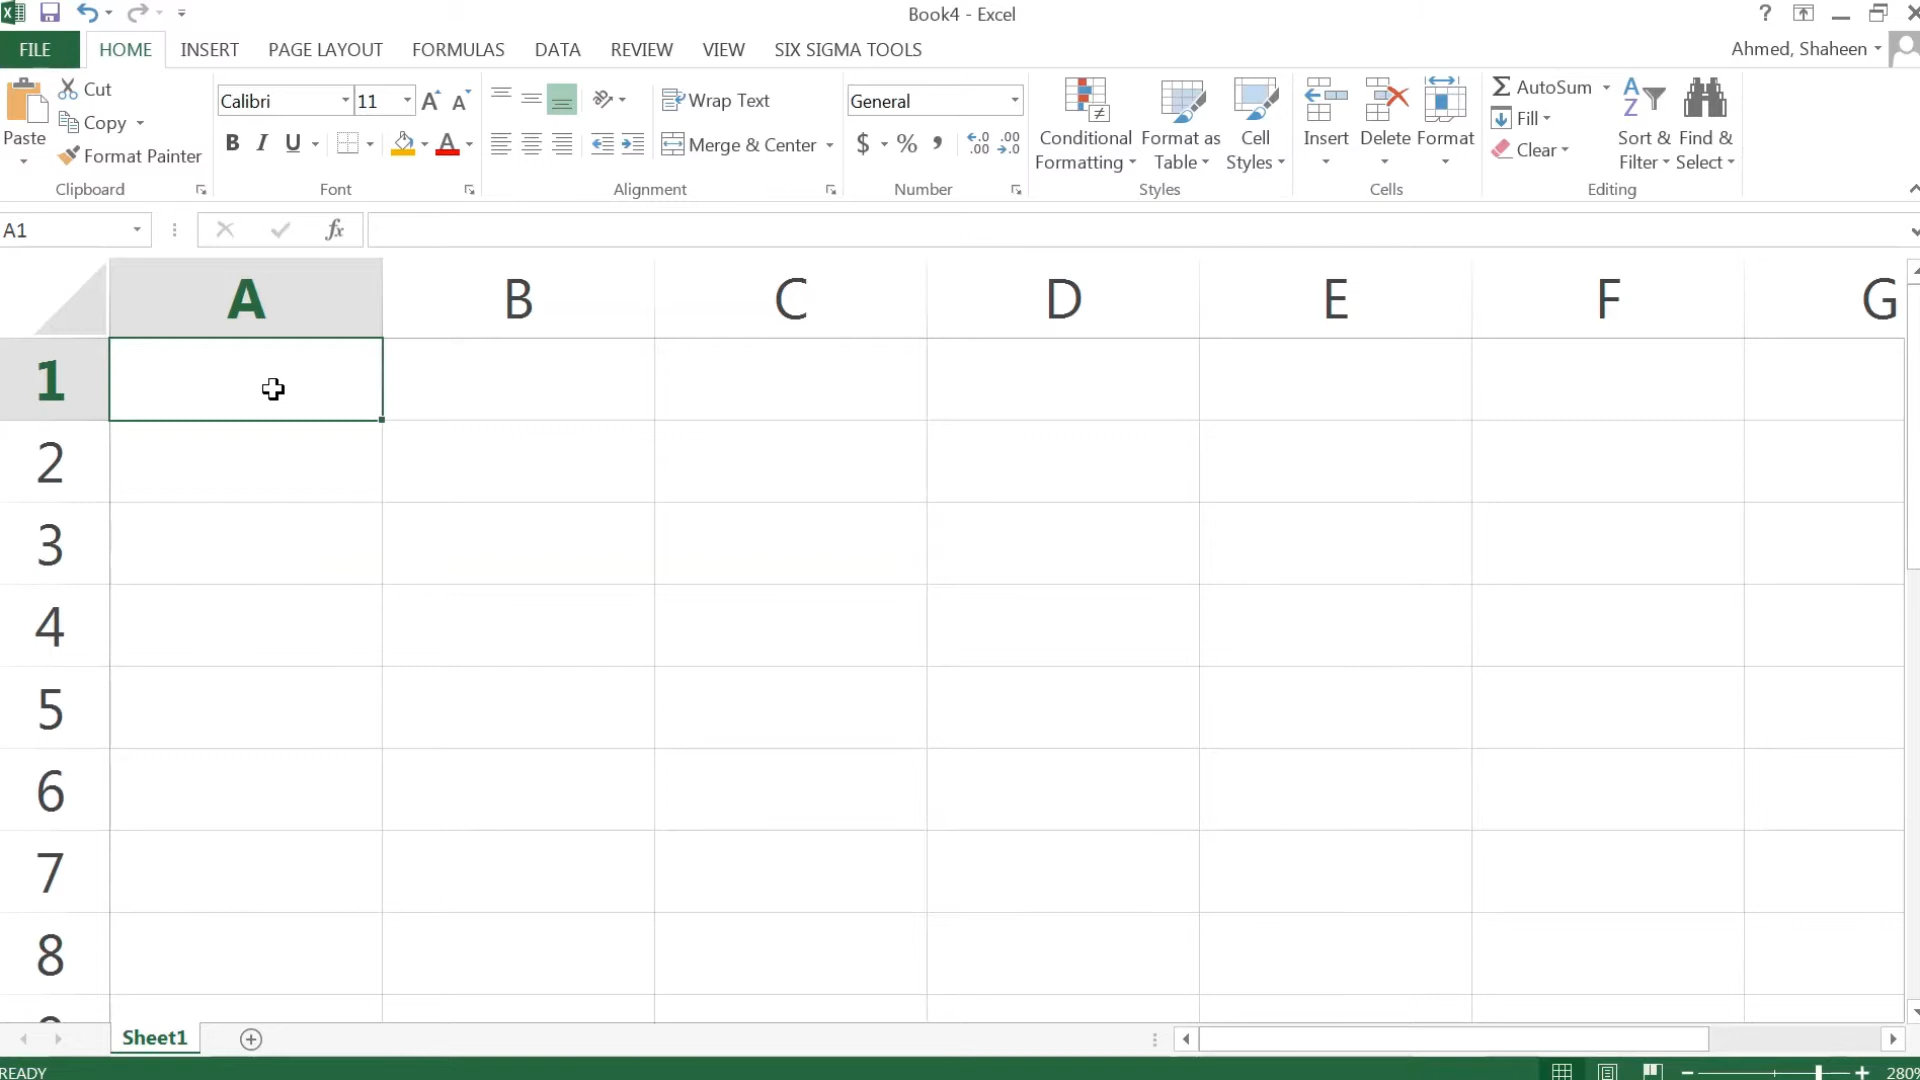 Book4 - Excel
FILE HOME INSERT PAGE LAYOUT FORMULAS DATA REVIEW VIEW SIX SIGMA TOOLS Ahmed, Shaheen
Paste Cut Copy Format Painter
Clipboard
Calibri 11
B I U A
Font
Wrap Text
Merge & Center
Alignment
General
$ % ,
Number
Conditional Formatting
Format as Table
Cell Styles
Styles
Insert Delete Format
Cells
AutoSum
Fill
Clear
Sort & Filter
Find & Select
Editing
A1 fx
A B C D E F G
1
2
3
4
5
6
7
8
Sheet1
READY 280%